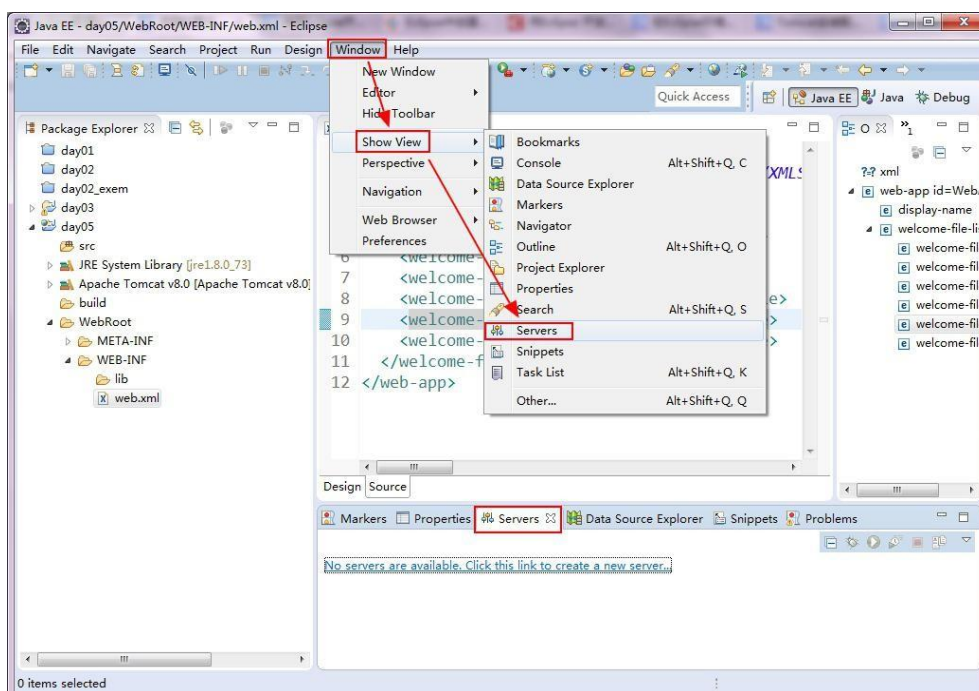 Java EE - day05/WebRoot/WEB-INF/web.xml - Eclipse
File Edit Navigate Search Project Run Design Window Help
Quick Access Java EE Java Debug
New Window
Editor
Hide Toolbar
Show View
Perspective
Navigation
Web Browser
Preferences
Bookmarks
Console Alt+Shift+Q, C
Data Source Explorer
Markers
Navigator
Outline Alt+Shift+Q, O
Project Explorer
Properties
Search Alt+Shift+Q, S
Servers
Snippets
Task List Alt+Shift+Q, K
Other... Alt+Shift+Q, Q
Package Explorer
day01
day02
day02_exem
day03
day05
src
JRE System Library [jre1.8.0_73]
Apache Tomcat v8.0 [Apache Tomcat v8.0]
build
WebRoot
META-INF
WEB-INF
lib
web.xml
XMLS
6 <welcome-
7 <welcome-
8 <welcome- e>
9 <welcome- >
10 <welcome- >
11 </welcome-f
12 </web-app>
Design Source
O 1
?-? xml
web-app id=Web
display-name
welcome-file-li
welcome-fil
welcome-fil
welcome-fil
welcome-fil
welcome-fil
welcome-fil
Markers Properties Servers Data Source Explorer Snippets Problems
No servers are available. Click this link to create a new server...
0 items selected